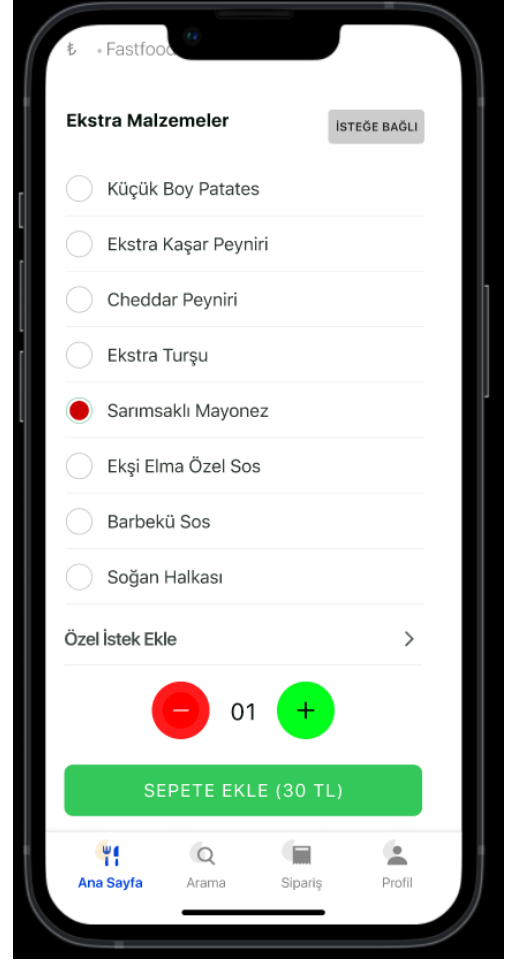 ₺ • Fastfood
Ekstra Malzemeler
İSTEĞE BAĞLI
Küçük Boy Patates
Ekstra Kaşar Peyniri
Cheddar Peyniri
Ekstra Turşu
Sarımsaklı Mayonez
Ekşi Elma Özel Sos
Barbekü Sos
Soğan Halkası
Özel İstek Ekle
01
SEPETE EKLE (30 TL)
Ana Sayfa Arama Sipariş Profil